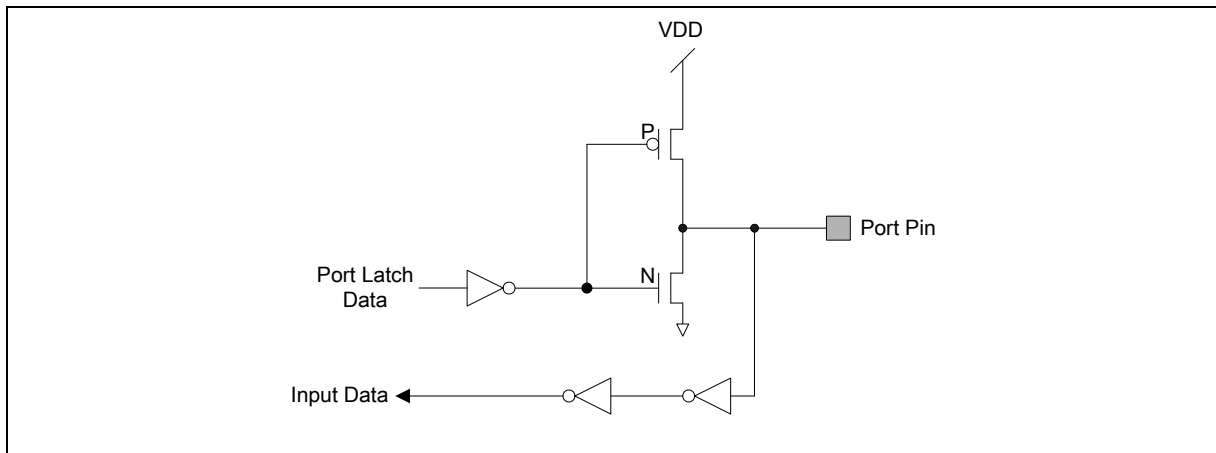 VDD
P
Port Pin
N
Port Latch
Data
Input Data